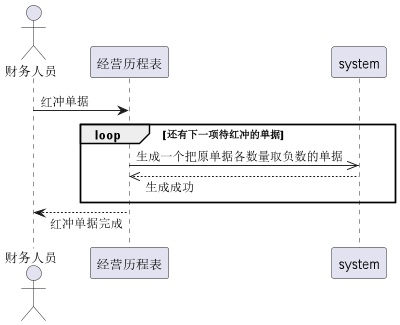 财务人员
经营历程表
system
红冲单据
loop
[还有下一项待红冲的单据]
生成一个把原单据各数量取负数的单据
生成成功
红冲单据完成
财务人员
经营历程表
system